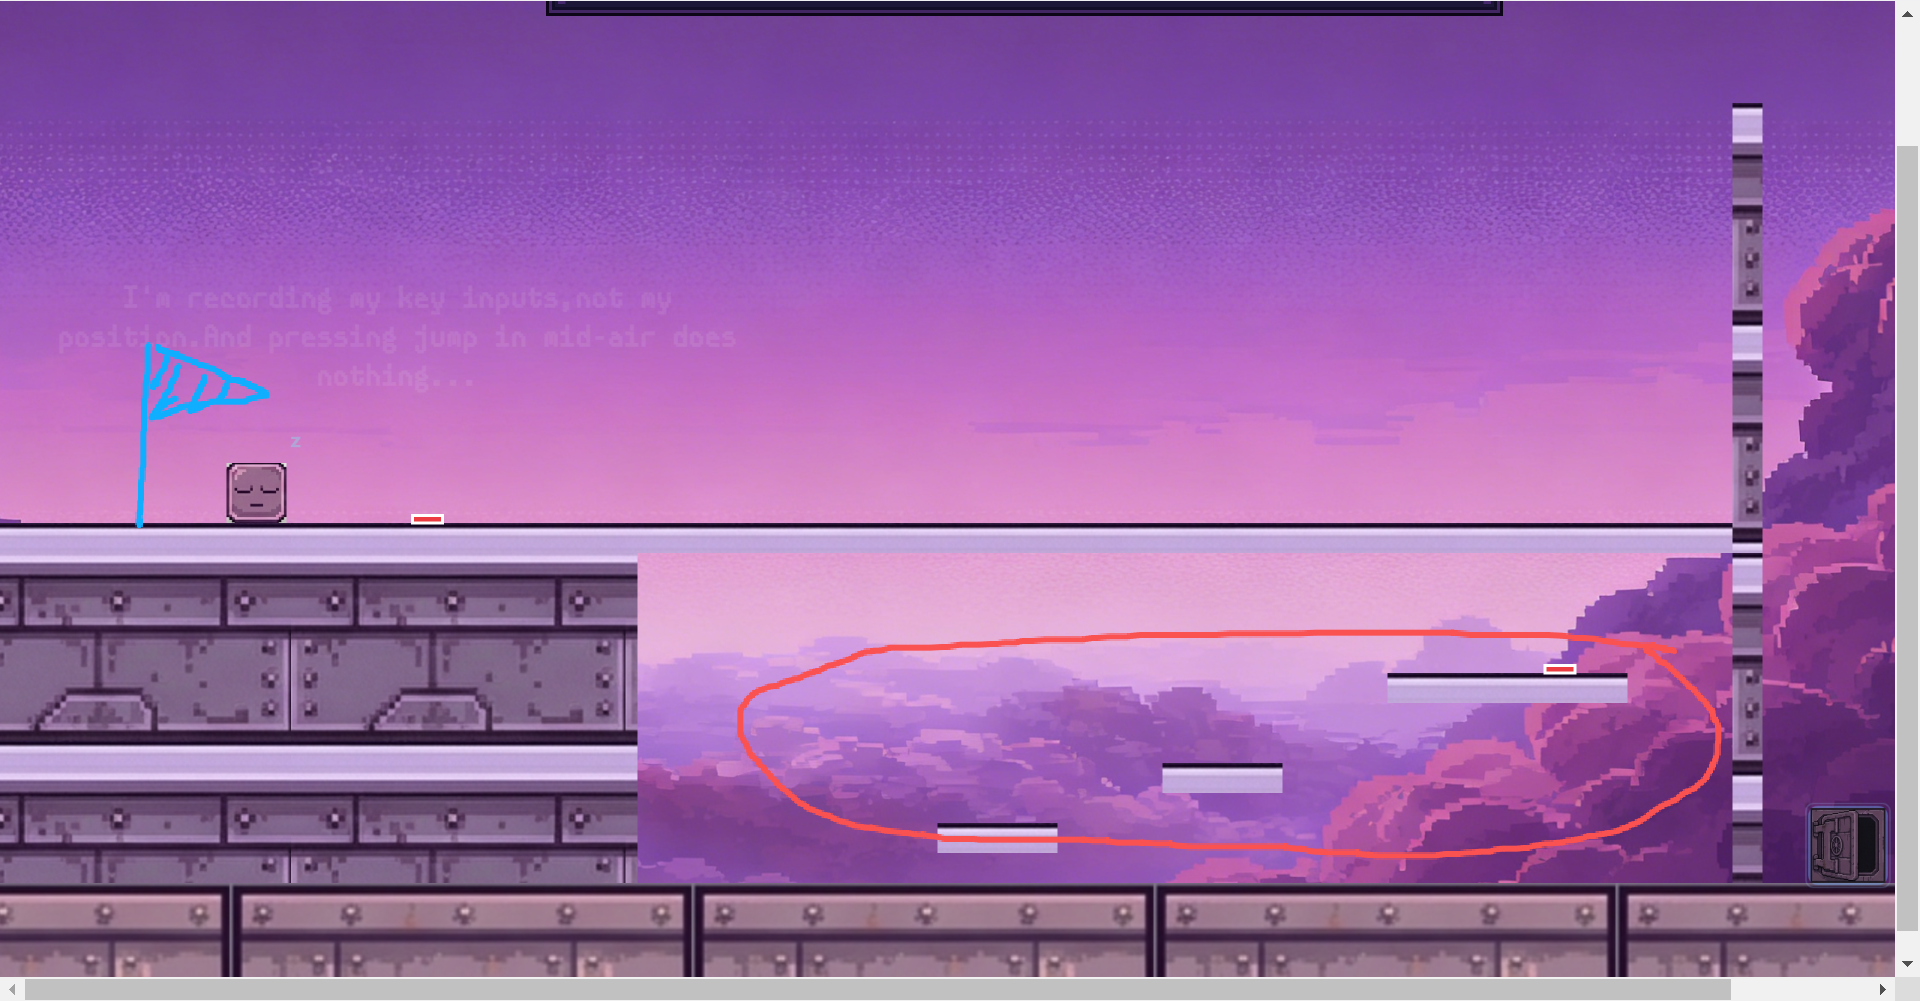 I'm recording my key inputs,not my
position.And pressing jump in mid-air does
nothing...
z